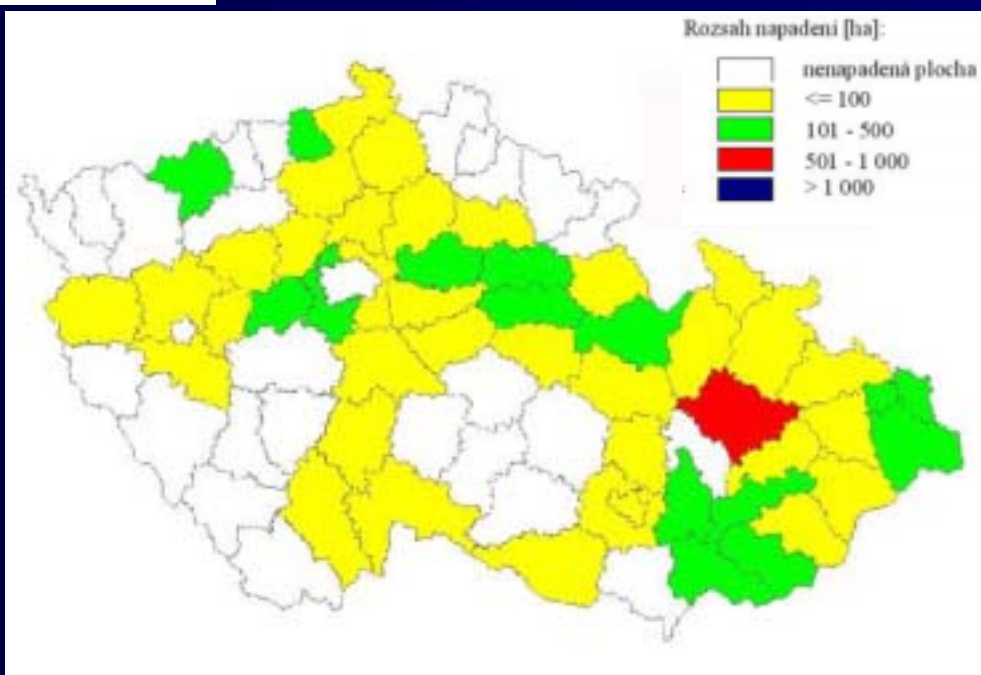 Rozsah napadení [ha]:
nenapadená plocha
<= 100
101 - 500
501 - 1 000
> 1 000